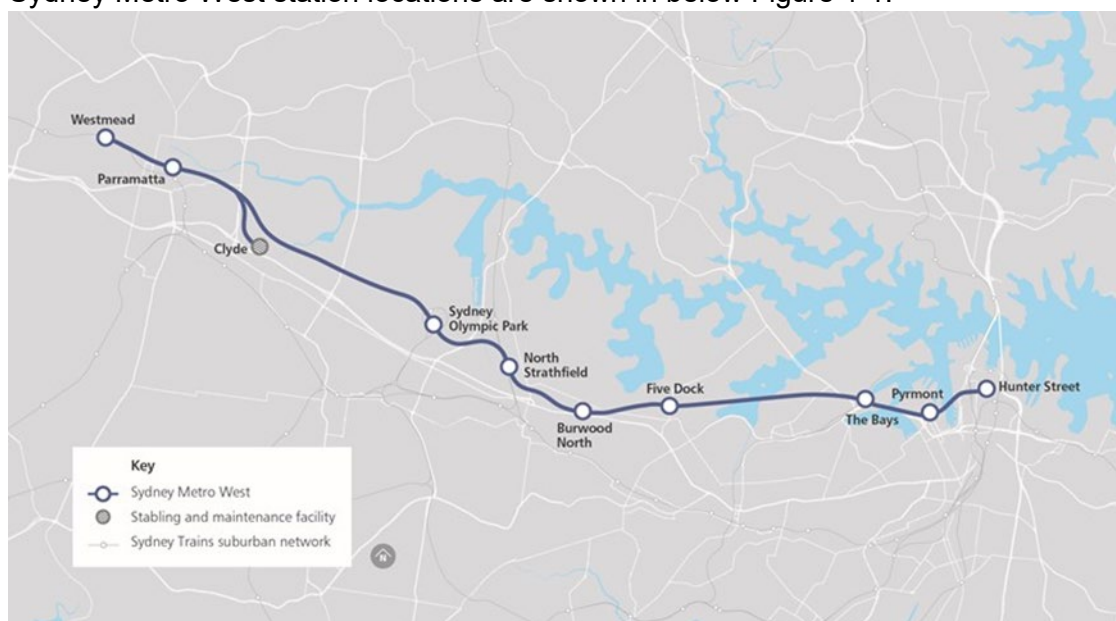 Sydney Metro West station locations are shown in below Figure 1-1.
Westmead
Parramatta
Clyde
Sydney
Olympic Park
North
Strathfield
Five Dock
Pyrmont
Hunter Street
The Bays
Burwood
North
Key
Sydney Metro West
Stabling and maintenance facility
Sydney Trains suburban network
N